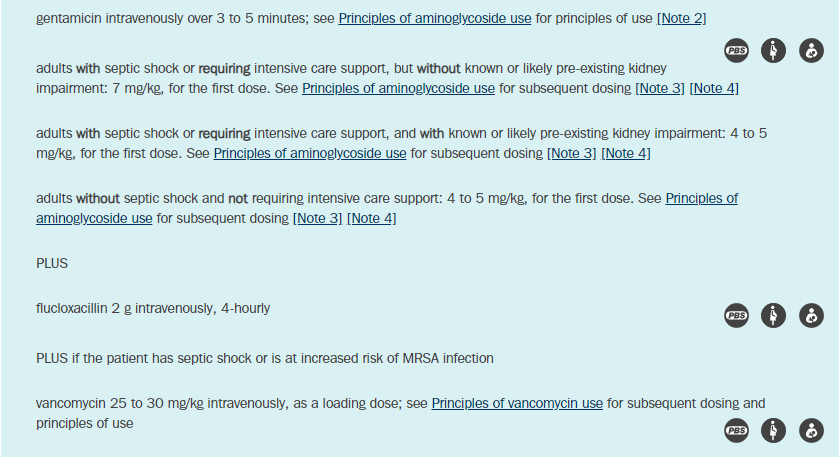 gentamicin intravenously over 3 to 5 minutes; see Principles of aminoglycoside use for principles of use [Note 2]
PBS
adults with septic shock or requiring intensive care support, but without known or likely pre-existing kidney
impairment: 7 mg/kg, for the first dose. See Principles of aminoglycoside use for subsequent dosing [Note 3] [Note 4]
adults with septic shock or requiring intensive care support, and with known or likely pre-existing kidney impairment: 4 to 5
mg/kg, for the first dose. See Principles of aminoglycoside use for subsequent dosing [Note 3] [Note 4]
adults without septic shock and not requiring intensive care support: 4 to 5 mg/kg, for the first dose. See Principles of
aminoglycoside use for subsequent dosing [Note 3] [Note 4]
PLUS
flucloxacillin 2 g intravenously, 4-hourly
PBS
PLUS if the patient has septic shock or is at increased risk of MRSA infection
vancomycin 25 to 30 mg/kg intravenously, as a loading dose; see Principles of vancomycin use for subsequent dosing and
principles of use
PBS